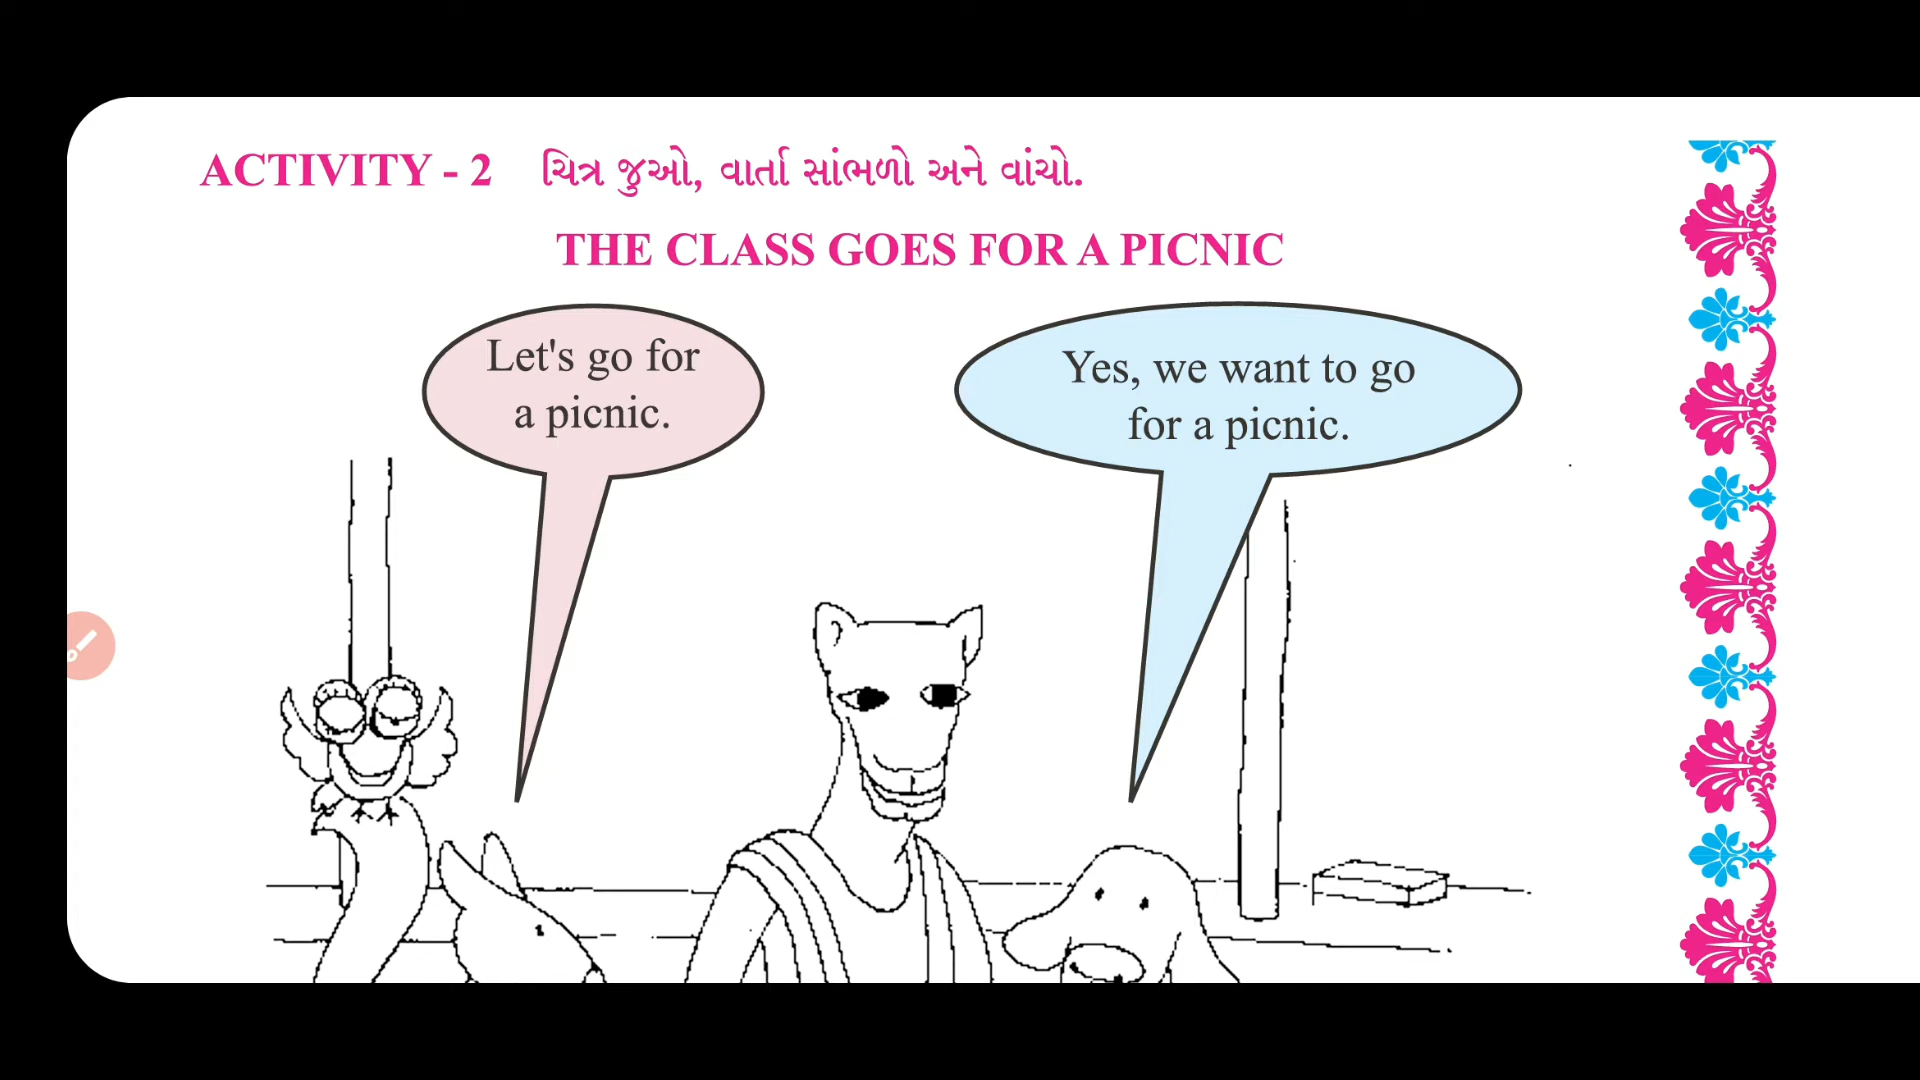 ACTIVITY - 2 ચિત્ર જુઓ, વાર્તા સાંભળો અને વાંચો.
THE CLASS GOES FOR A PICNIC
Let's go for
a picnic.
Yes, we want to go
for a picnic.